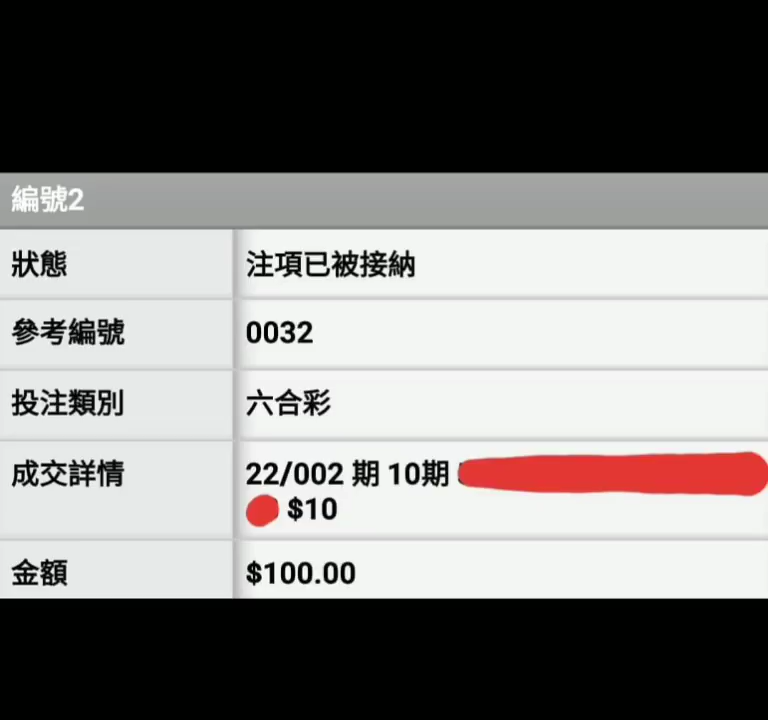 編號2
狀態 注項已被接納
參考編號 0032
投注類別 六合彩
成交詳情 22/002 期 10期
$10
金額 $100.00